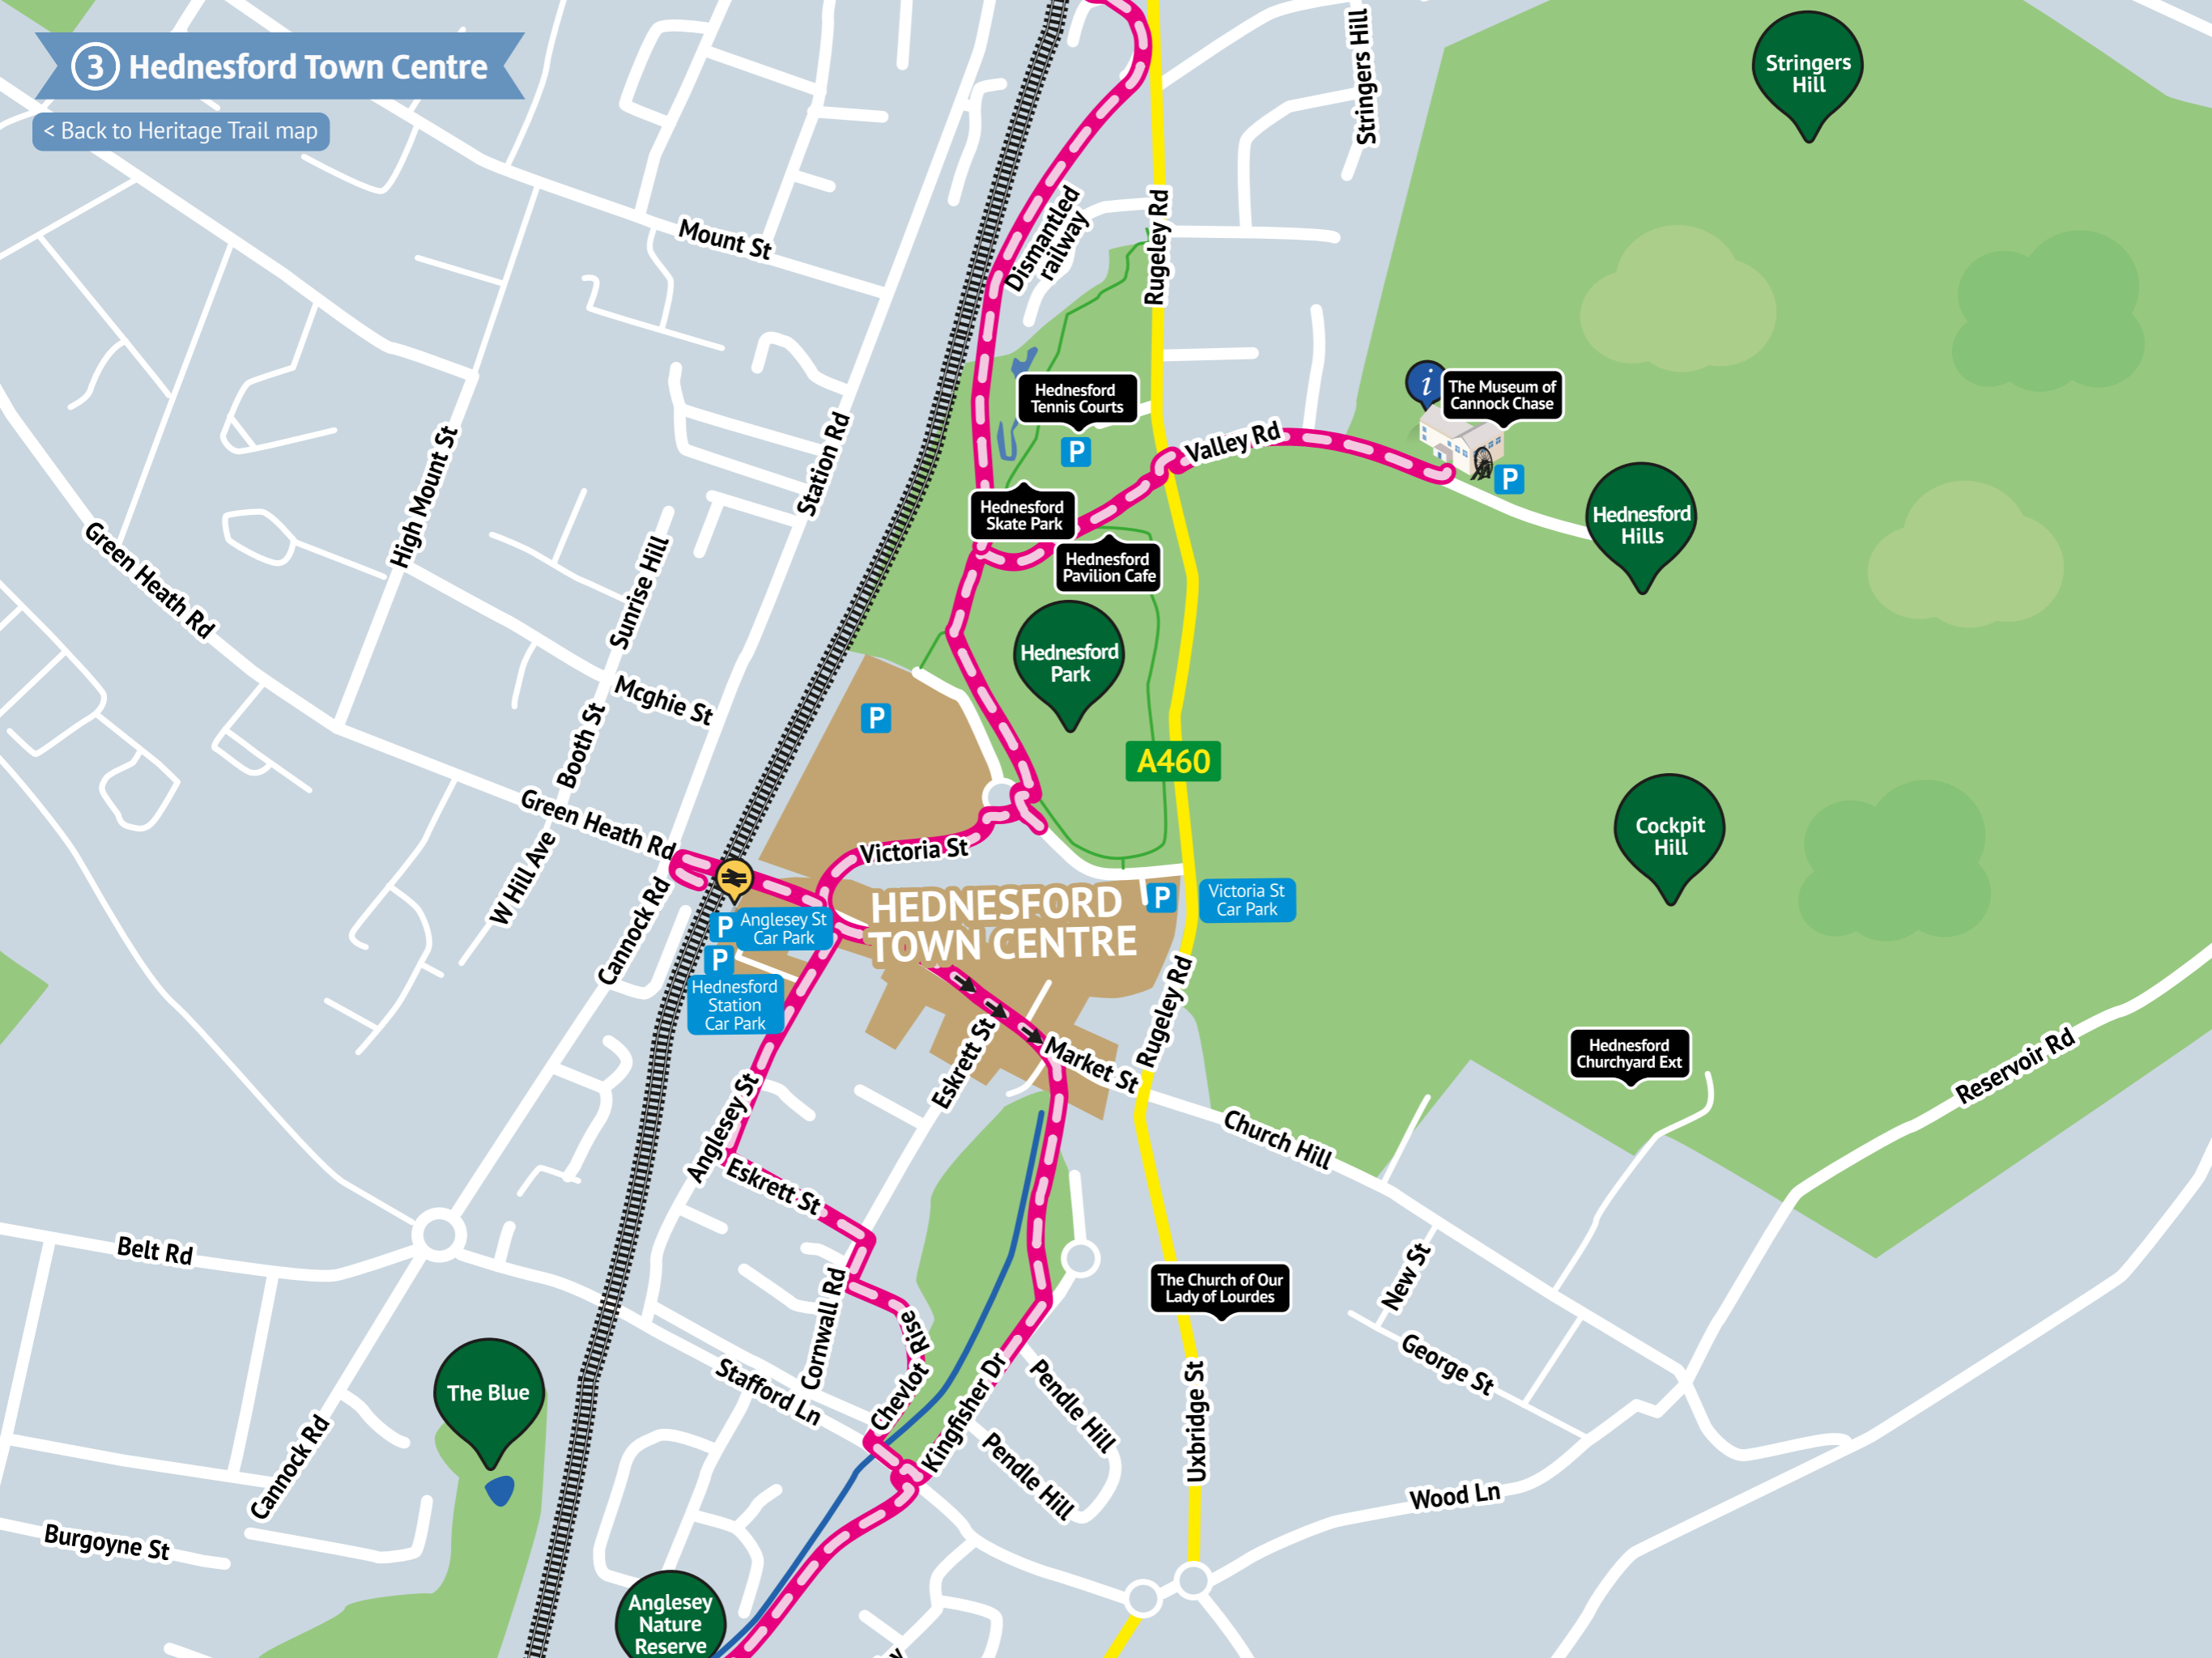 3 Hednesford Town Centre
< Back to Heritage Trail map
Stringers
Hill
Stringers Hill
Mount St
Dismantled
railway
Rugeley Rd
Hednesford
Tennis Courts
P
The Museum of
Cannock Chase
i
P
Valley Rd
Station Rd
High Mount St
Green Heath Rd
Sunrise Hill
Hednesford
Skate Park
Hednesford
Pavilion Cafe
Hednesford
Hills
Hednesford
Park
Mcghie St
Booth St
P
A460
Green Heath Rd
W Hill Ave
Cannock Rd
Victoria St
Cockpit
Hill
HEDNESFORD
TOWN CENTRE
P
Victoria St
Car Park
P
Anglesey St
Car Park
P
Hednesford
Station
Car Park
Rugeley Rd
Eskrett St
Market St
Church Hill
Hednesford
Churchyard Ext
Reservoir Rd
Anglesey St
Eskrett St
Belt Rd
Cornwall Rd
Chevlot Rise
The Church of Our
Lady of Lourdes
New St
George St
The Blue
Stafford Ln
Kingfisher Dr
Pendle Hill
Pendle Hill
Uxbridge St
Wood Ln
Cannock Rd
Burgoyne St
Anglesey
Nature
Reserve